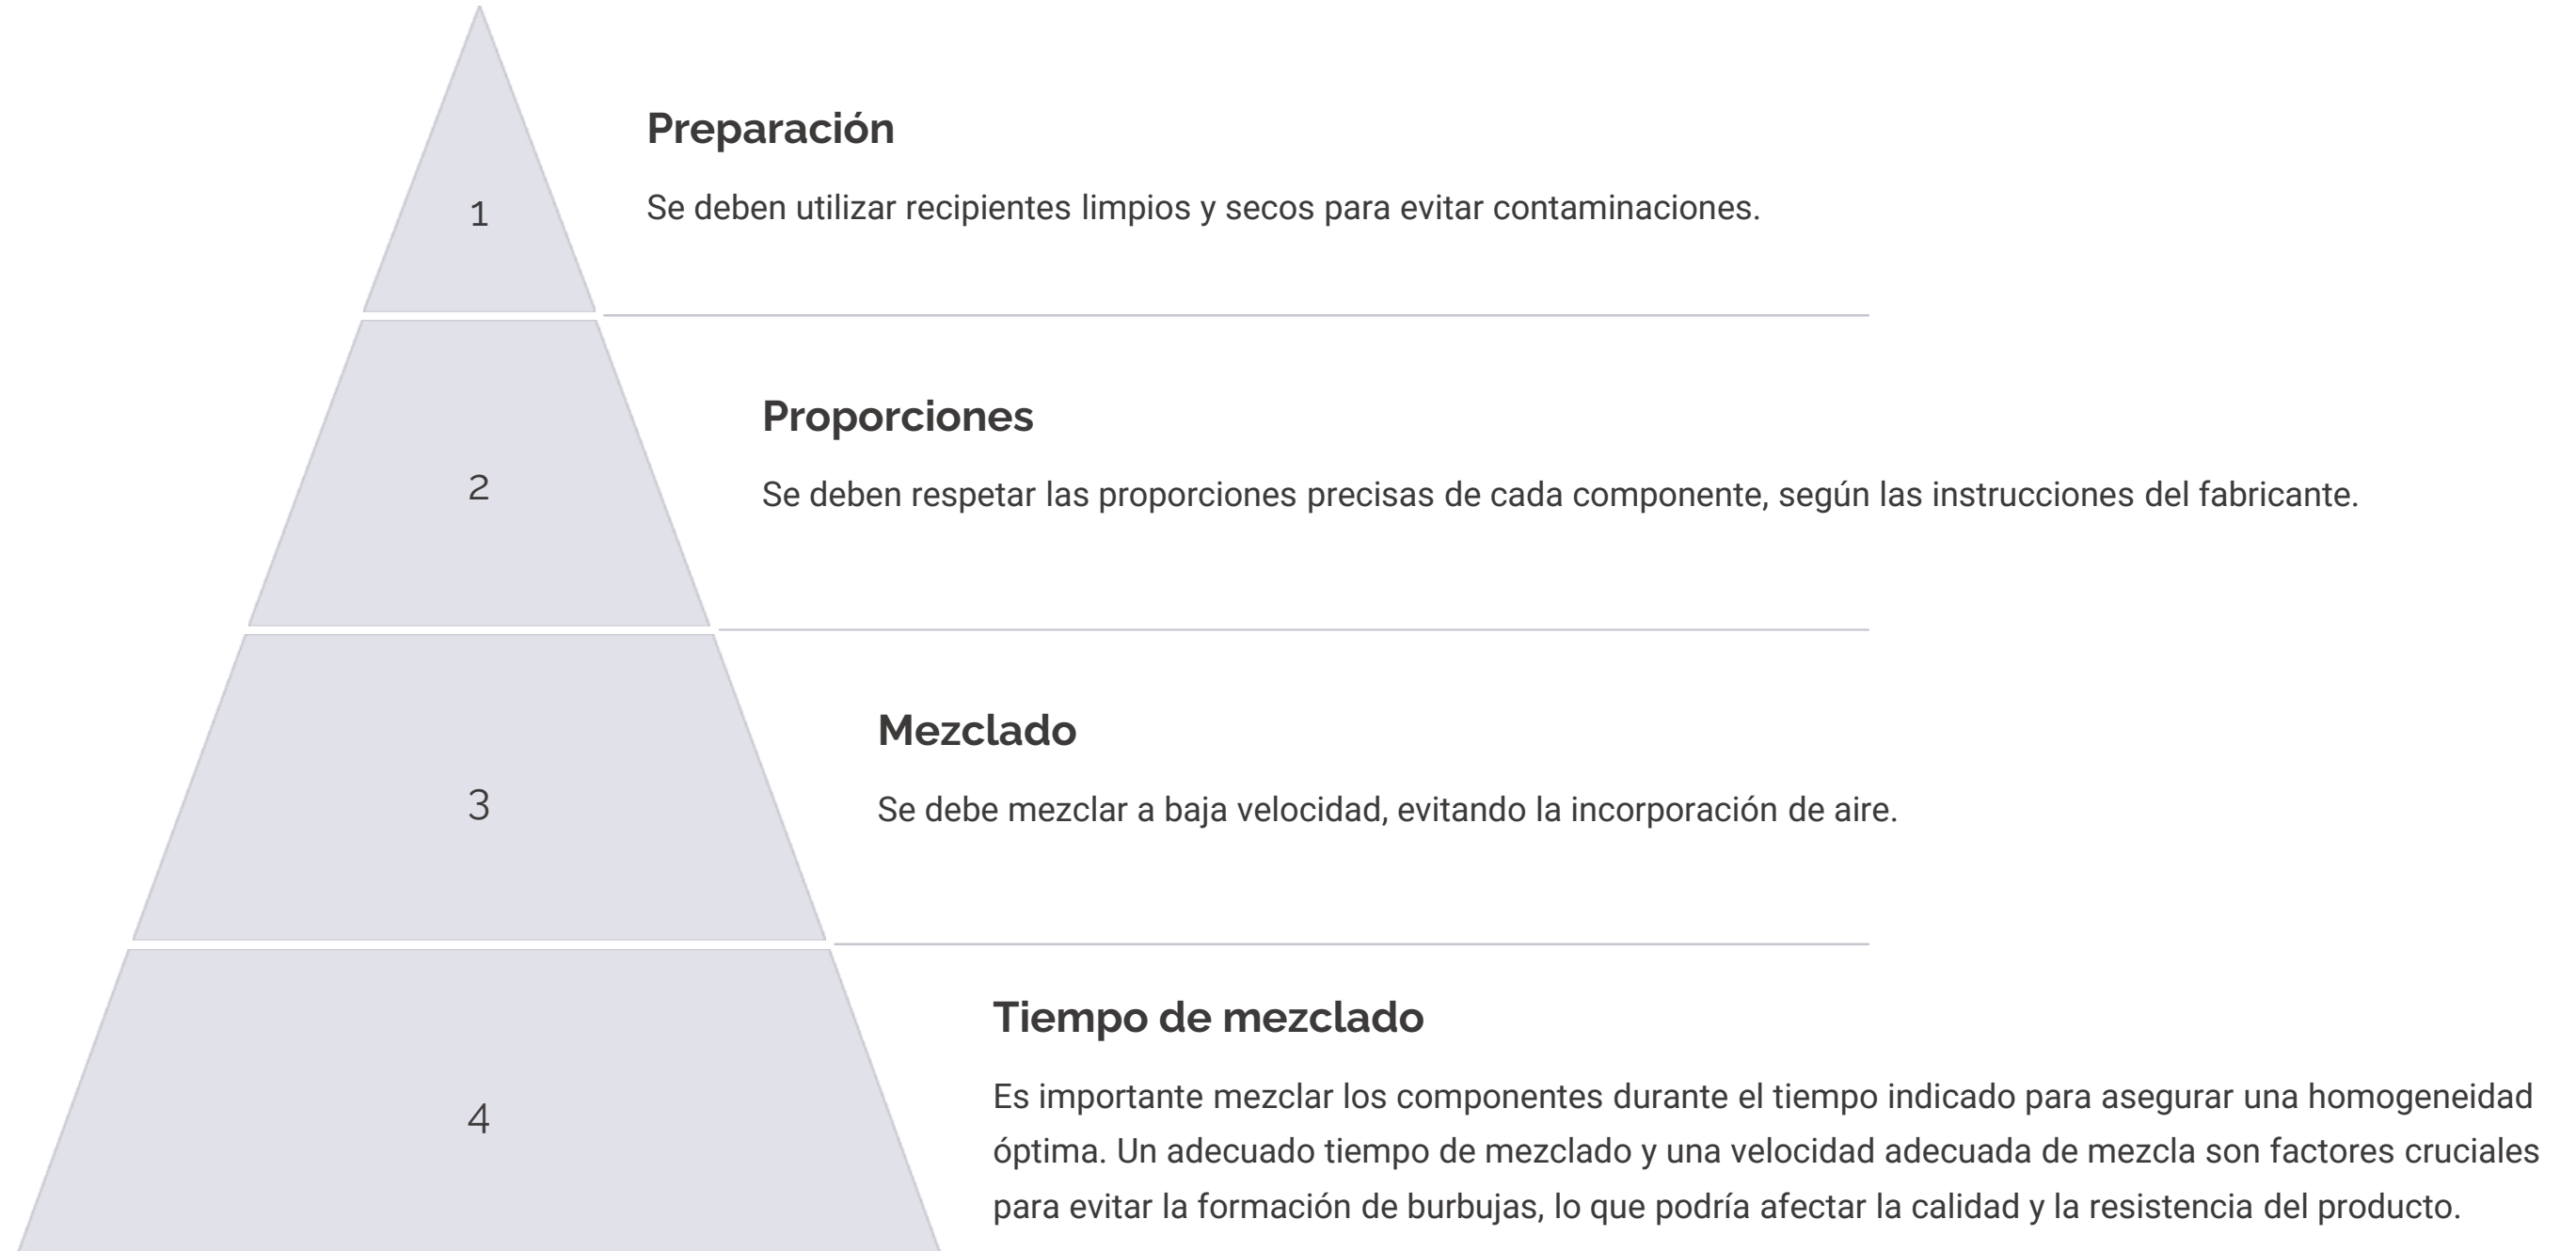 1
Preparación
Se deben utilizar recipientes limpios y secos para evitar contaminaciones.
2
Proporciones
Se deben respetar las proporciones precisas de cada componente, según las instrucciones del fabricante.
3
Mezclado
Se debe mezclar a baja velocidad, evitando la incorporación de aire.
4
Tiempo de mezclado
Es importante mezclar los componentes durante el tiempo indicado para asegurar una homogeneidad
óptima. Un adecuado tiempo de mezclado y una velocidad adecuada de mezcla son factores cruciales
para evitar la formación de burbujas, lo que podría afectar la calidad y la resistencia del producto.